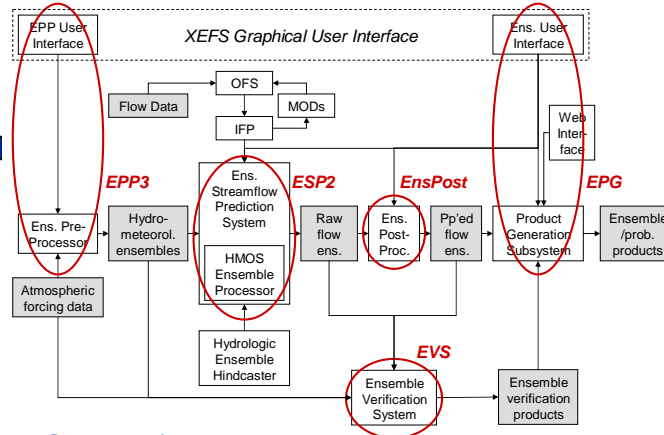 EPP User
Interface
XEFS Graphical User Interface
Ens. User
Interface
Flow Data
OFS
MODs
IFP
Web
Inter-
face
EPP3
Ens.
Streamflow
Prediction
System
ESP2
EnsPost
EPG
Ens. Pre-
Processor
Hydro-
meteorol.
ensembles
HMOS
Ensemble
Processor
Raw
flow
ens.
Ens.
Post-
Proc.
Pp'ed
flow
ens.
Product
Generation
Subsystem
Ensemble
/prob.
products
Atmospheric
forcing data
Hydrologic
Ensemble
Hindcaster
EVS
Ensemble
Verification
System
Ensemble
verification
products